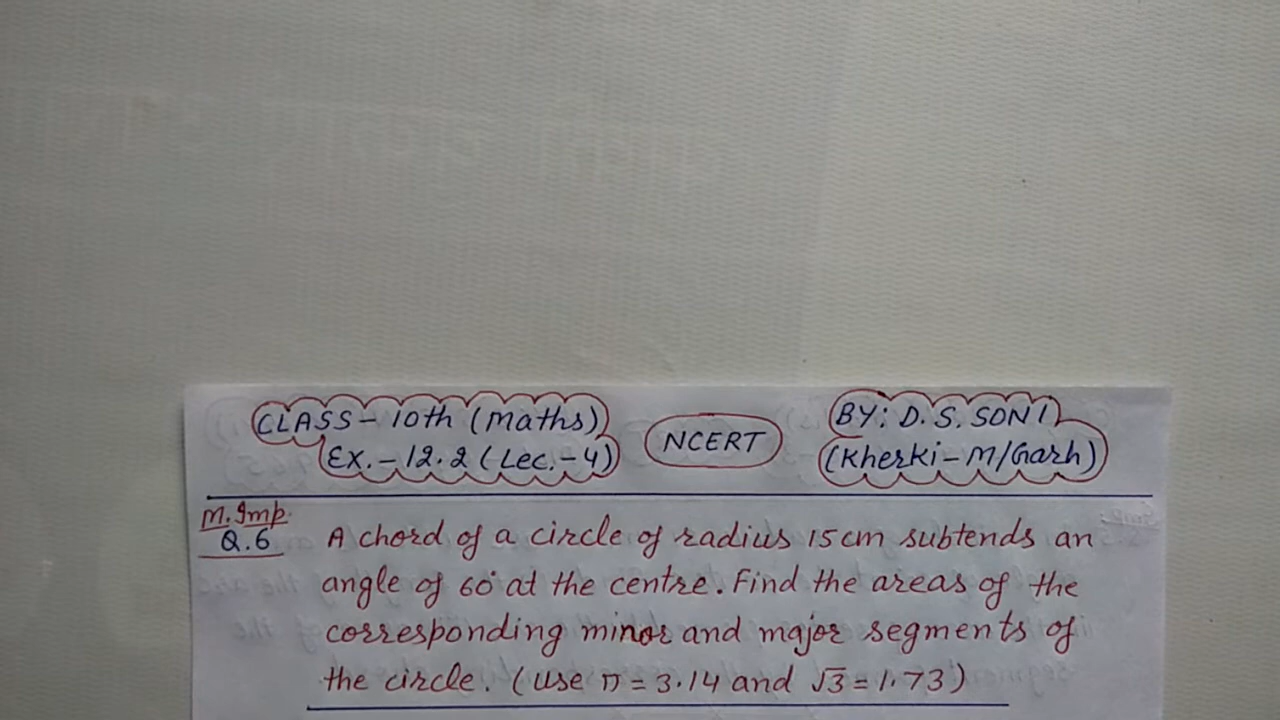 CLASS - 10th (Maths)
Ex. - 12.2 (Lec. - 4)
NCERT
BY: D. S. SONI
(Kherki - M/Garh)
M. Imp.
Q.6
A chord of a circle of radius 15 cm subtends an
angle of 60° at the centre. Find the areas of the
corresponding minor and major segments of
the circle. (Use π = 3.14 and √3 = 1.73)